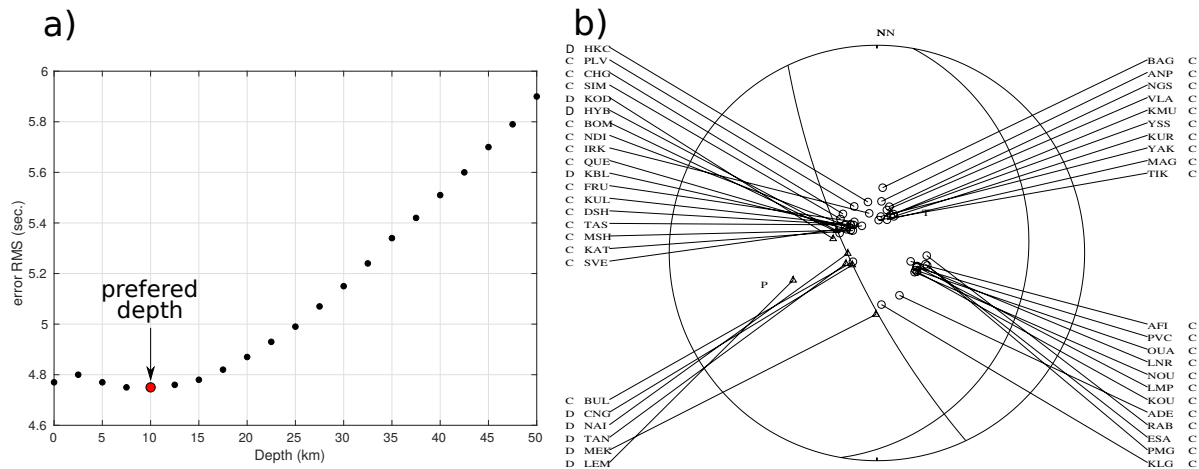 a)
6
5.8
5.6
5.4
5.2
5
4.8
4.6
error RMS (sec.)
prefered
depth
0 5 10 15 20 25 30 35 40 45 50
Depth (km)
b)
NN
D HKC
C PLV
C CHG
C SIM
D KOD
D HYB
C BOM
C NDI
C IRK
C QUE
D KBL
C FRU
C KUL
C DSH
C TAS
C MSH
C KAT
C SVE
BAG C
ANP C
NGS C
VLA C
KMU C
YSS C
KUR C
YAK C
MAG C
TIK C
T
P
C BUL
D CNG
D NAI
D TAN
D MEK
D LEM
AFI C
PVC C
OUA C
LNR C
NOU C
LMP C
KOU C
ADE C
RAB C
ESA C
PMG C
KLG C